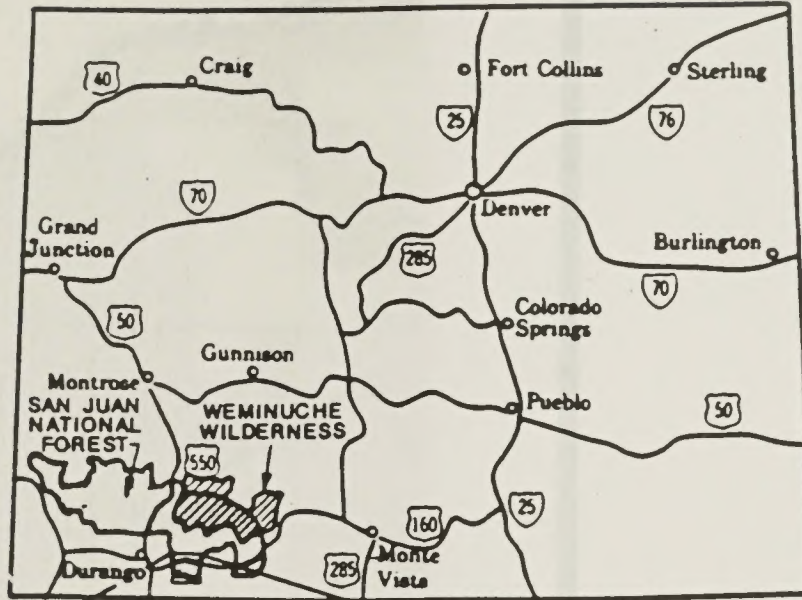 40
Craig
Fort Collins
Sterling
25
76
70
Denver
Grand
Junction
285
Burlington
70
50
Colorado
Springs
Gunnison
Montrose
SAN JUAN
NATIONAL
FOREST
WEMINUCHE
WILDERNESS
Pueblo
50
550
160
25
Durango
285
Monte
Vista